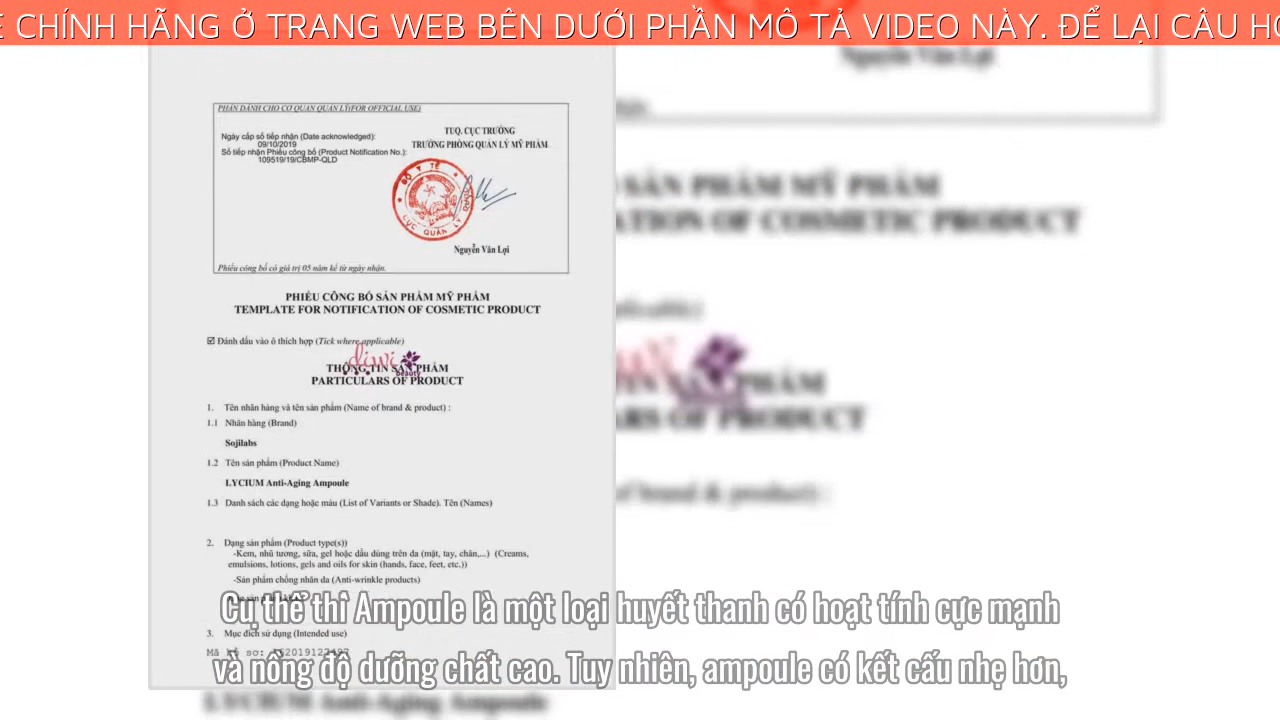 CHÍNH HÃNG Ở TRANG WEB BÊN DƯỚI PHẦN MÔ TẢ VIDEO NÀY. ĐỂ LẠI CÂU
PHẦN DÀNH CHO CƠ QUAN QUẢN LÝ(FOR OFFICIAL USE)
Ngày cấp số tiếp nhận (Date acknowledged):
09/10/2019
Số tiếp nhận Phiếu công bố (Product Notification No.):
109519/19/CBMP-QLD
TUQ. CỤC TRƯỞNG
TRƯỞNG PHÒNG QUẢN LÝ MỸ PHẨM
BỘ Y TẾ
CỤC QUẢN LÝ
Nguyễn Văn Lợi
Phiếu công bố có giá trị 05 năm kể từ ngày nhận.
PHIẾU CÔNG BỐ SẢN PHẨM MỸ PHẨM
TEMPLATE FOR NOTIFICATION OF COSMETIC PRODUCT
☑ Đánh dấu vào ô thích hợp (Tick where applicable)
diwi
beauty
THÔNG TIN SẢN PHẨM
PARTICULARS OF PRODUCT
1. Tên nhãn hàng và tên sản phẩm (Name of brand & product) :
1.1 Nhãn hàng (Brand)
Sojilabs
1.2 Tên sản phẩm (Product Name)
LYCIUM Anti-Aging Ampoule
1.3 Danh sách các dạng hoặc màu (List of Variants or Shade). Tên (Names)
2. Dạng sản phẩm (Product type(s))
-Kem, nhũ tương, sữa, gel hoặc dầu dùng trên da (mặt, tay, chân,...) (Creams,
emulsions, lotions, gels and oils for skin (hands, face, feet, etc.))
-Sản phẩm chống nhăn da (Anti-wrinkle products)
Cụ thể thì Ampoule là một loại huyết thanh có hoạt tính cực mạnh
3. Mục đích sử dụng (Intended use)
Mã hồ sơ:
và nồng độ dưỡng chất cao. Tuy nhiên, ampoule có kết cấu nhẹ hơn,